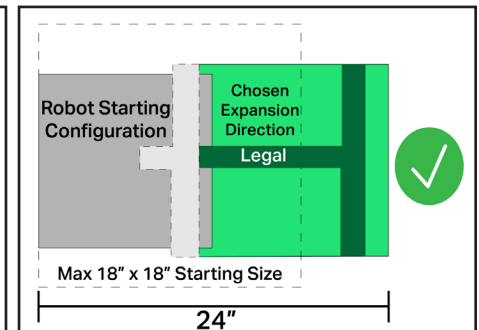 Robot Starting
Configuration
Chosen
Expansion
Direction
Legal
Max 18” x 18” Starting Size
24”